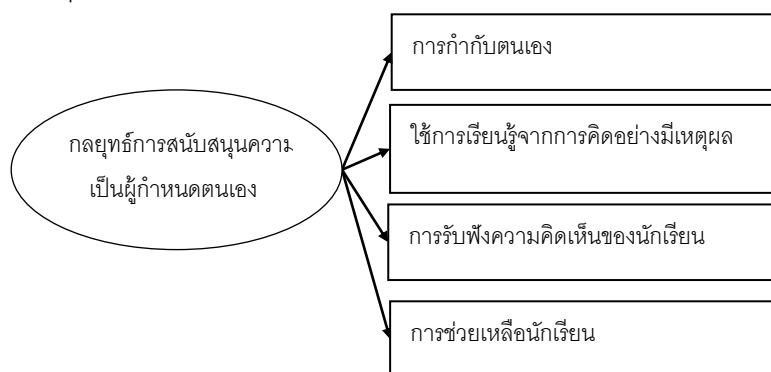 กลยุทธ์การสนับสนุนความ
เป็นผู้กำหนดตนเอง
การกำกับตนเอง
ใช้การเรียนรู้จากการคิดอย่างมีเหตุผล
การรับฟังความคิดเห็นของนักเรียน
การช่วยเหลือนักเรียน